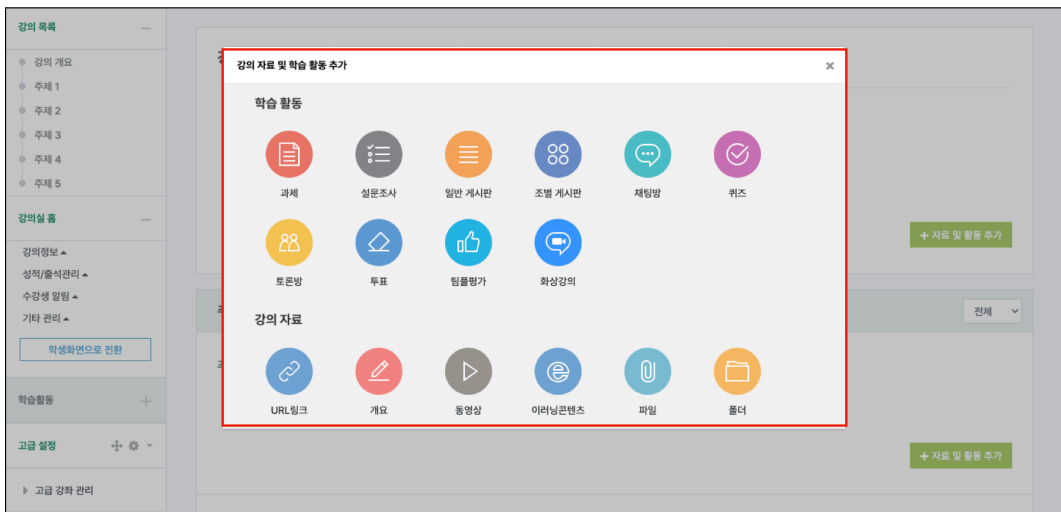 강의 목록
강의 개요
주제 1
주제 2
주제 3
주제 4
주제 5
강의실 홈
강의정보
성적/출석관리
수강생 알림
기타 관리
학생화면으로 전환
학습활동
고급 설정
고급 강좌 관리
강의 자료 및 학습 활동 추가
학습 활동
과제 설문조사 일반 게시판 조별 게시판 채팅방 퀴즈
토론방 투표 팀플평가 화상강의
강의 자료
URL링크 개요 동영상 이러닝콘텐츠 파일 폴더
+ 자료 및 활동 추가
전체
+ 자료 및 활동 추가